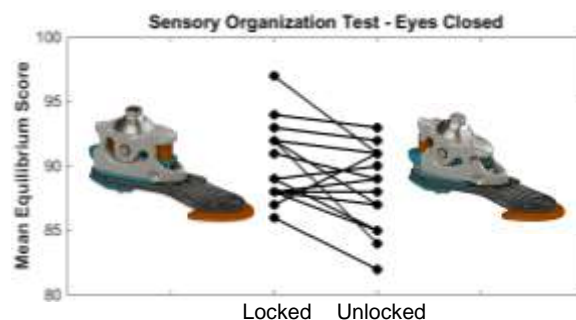 Sensory Organization Test - Eyes Closed
Mean Equilibrium Score
100
95
90
85
80
Locked Unlocked